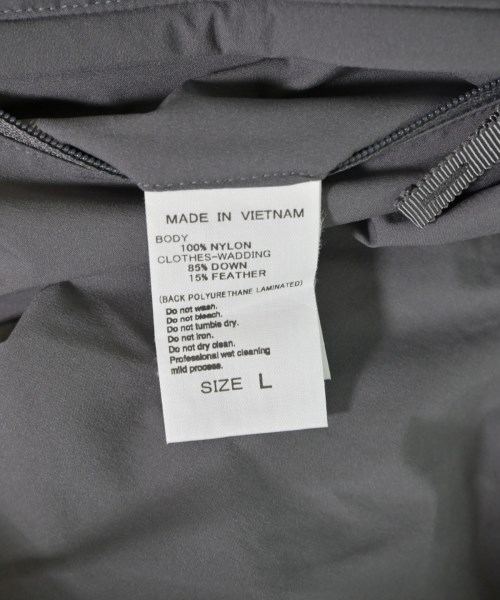 MADE IN VIETNAM
BODY
100% NYLON
CLOTHES-WADDING
85% DOWN
15% FEATHER
(BACK POLYURETHANE LAMINATED)
Do not wash.
Do not bleach.
Do not tumble dry.
Do not iron.
Do not dry clean.
Professional wet cleaning
mild process.
SIZE L